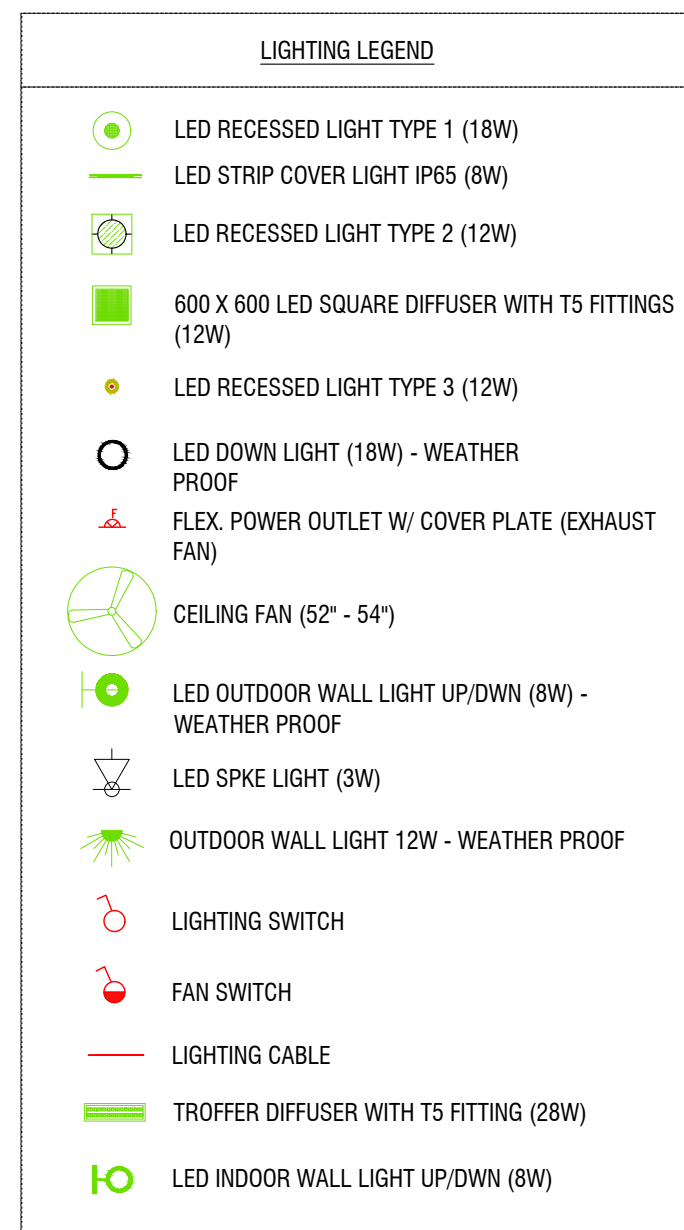 LIGHTING LEGEND
LED RECESSED LIGHT TYPE 1 (18W)
LED STRIP COVER LIGHT IP65 (8W)
LED RECESSED LIGHT TYPE 2 (12W)
600 X 600 LED SQUARE DIFFUSER WITH T5 FITTINGS
(12W)
LED RECESSED LIGHT TYPE 3 (12W)
LED DOWN LIGHT (18W) - WEATHER
PROOF
F
FLEX. POWER OUTLET W/ COVER PLATE (EXHAUST
FAN)
CEILING FAN (52" - 54")
LED OUTDOOR WALL LIGHT UP/DWN (8W) -
WEATHER PROOF
LED SPKE LIGHT (3W)
OUTDOOR WALL LIGHT 12W - WEATHER PROOF
LIGHTING SWITCH
FAN SWITCH
LIGHTING CABLE
TROFFER DIFFUSER WITH T5 FITTING (28W)
LED INDOOR WALL LIGHT UP/DWN (8W)